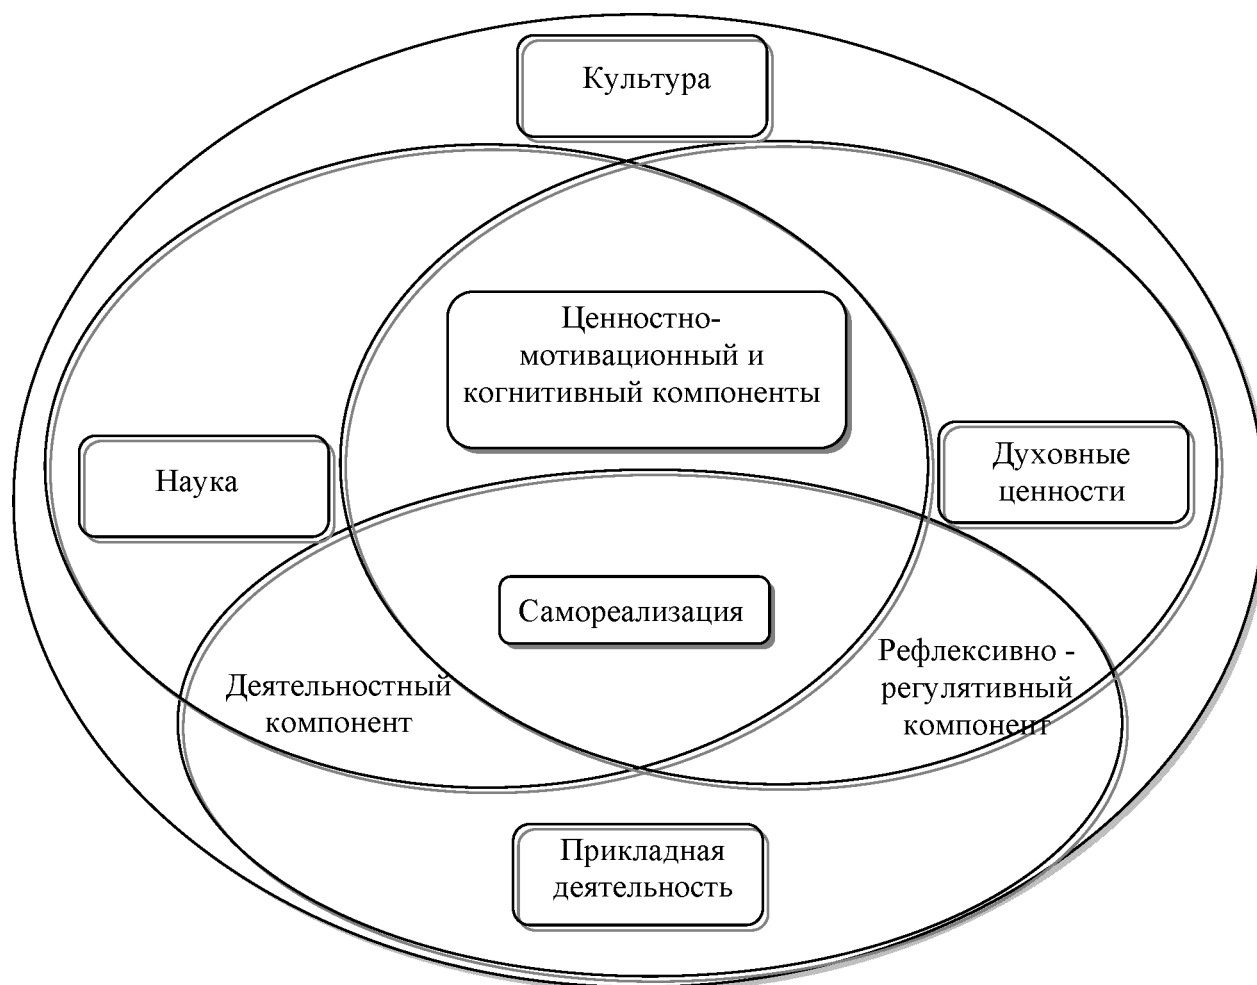 Культура
Ценностно-
мотивационный и
когнитивный компоненты
Наука
Духовные
ценности
Самореализация
Деятельностный
компонент
Рефлексивно -
регулятивный
компонент
Прикладная
деятельность